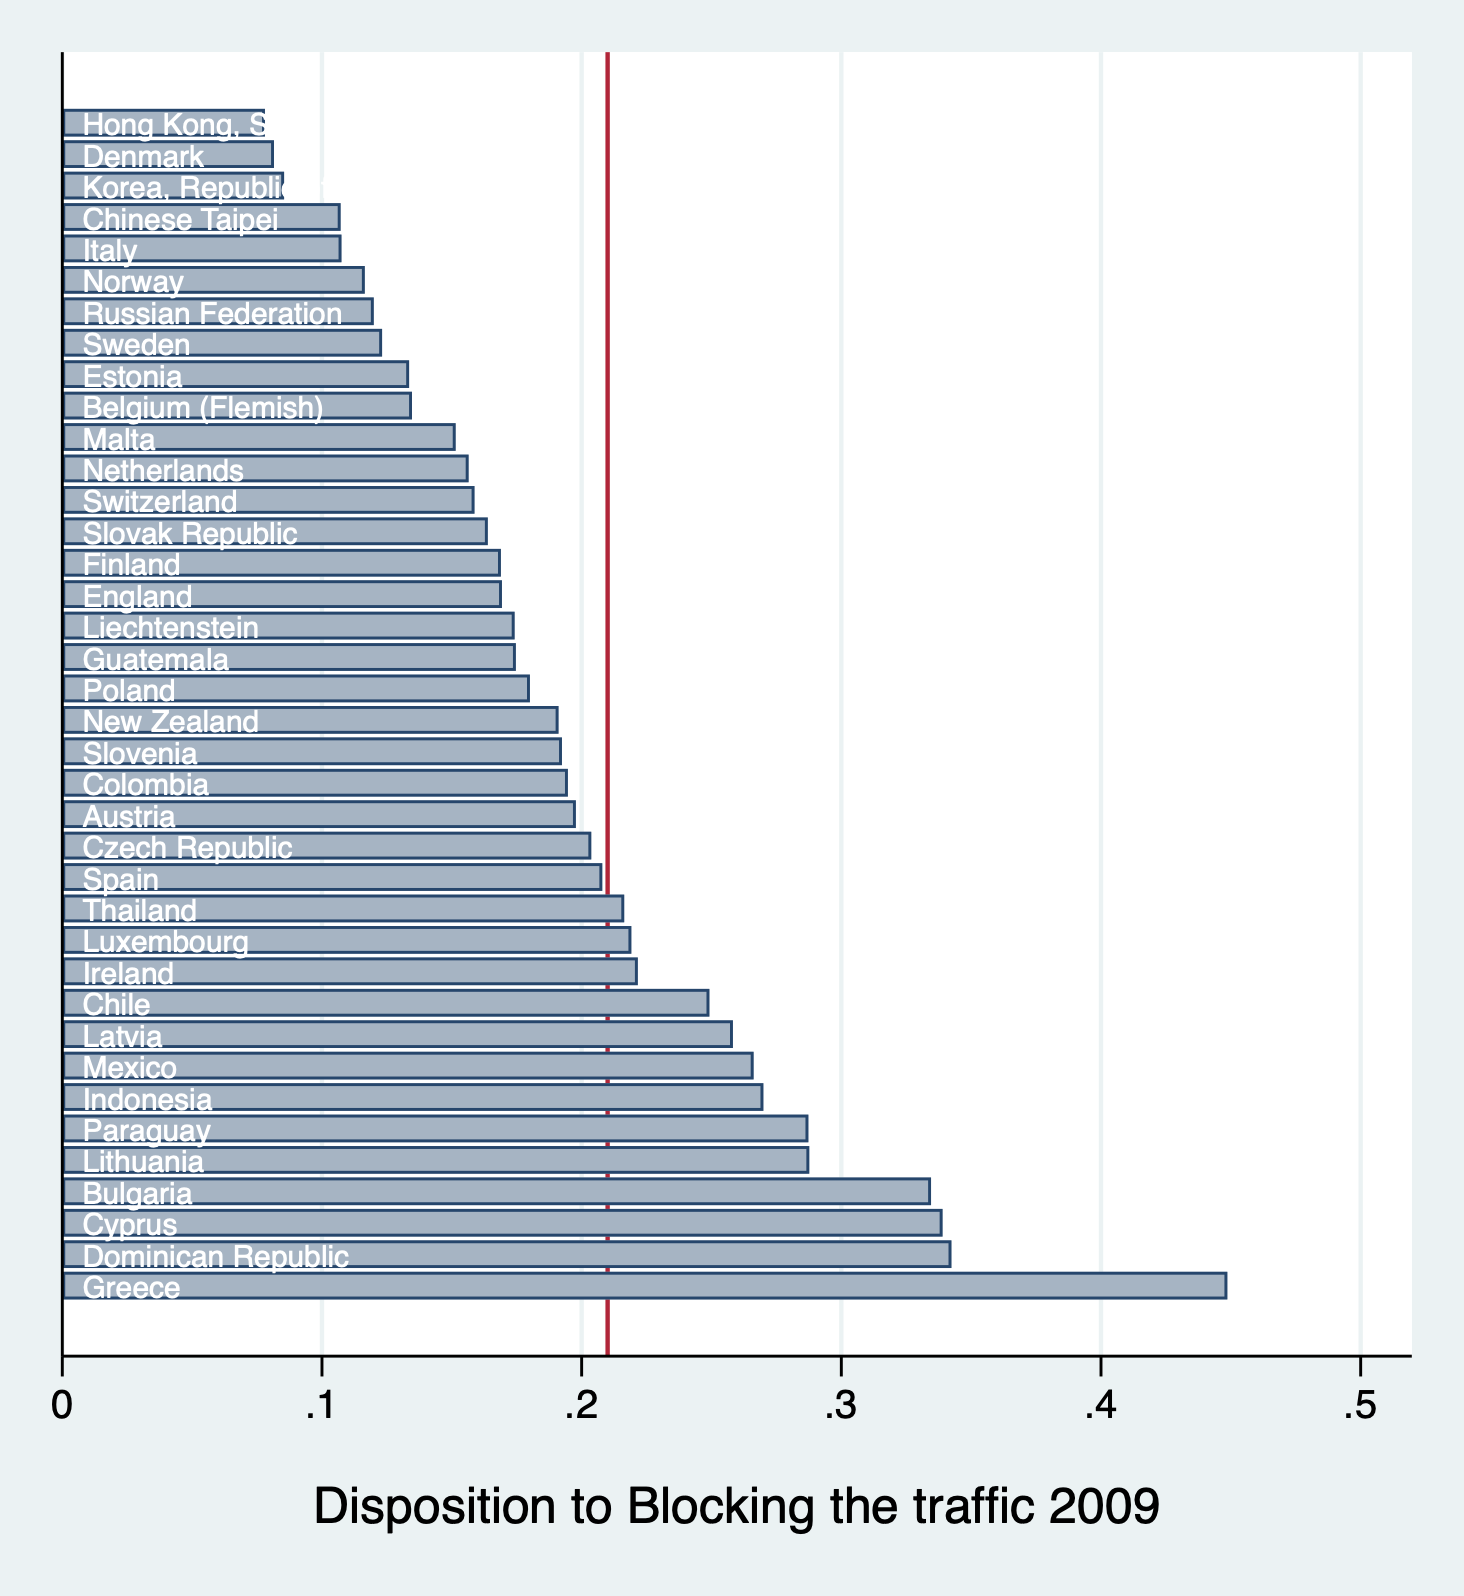 Hong Kong, S
Denmark
Korea, Republic
Chinese Taipei
Italy
Norway
Russian Federation
Sweden
Estonia
Belgium (Flemish)
Malta
Netherlands
Switzerland
Slovak Republic
Finland
England
Liechtenstein
Guatemala
Poland
New Zealand
Slovenia
Colombia
Austria
Czech Republic
Spain
Thailand
Luxembourg
Ireland
Chile
Latvia
Mexico
Indonesia
Paraguay
Lithuania
Bulgaria
Cyprus
Dominican Republic
Greece
0 .1 .2 .3 .4 .5
Disposition to Blocking the traffic 2009